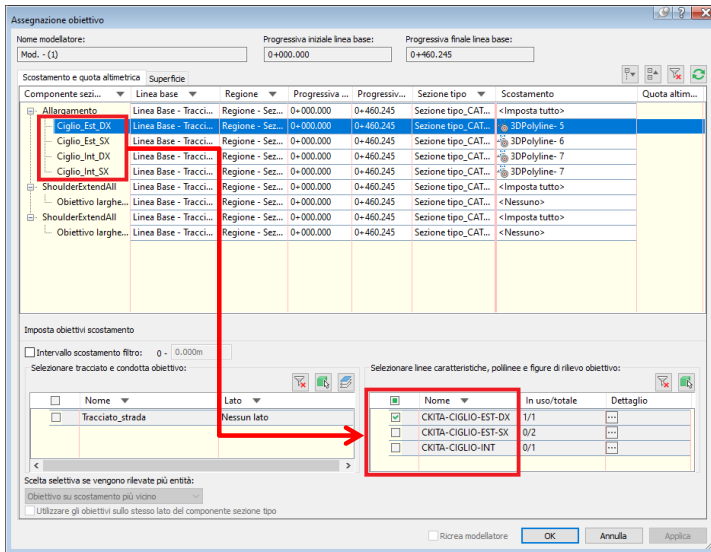 Assegnazione obiettivo
Nome modellatore:
Progressiva iniziale linea base:
Progressiva finale linea base:
Mod. - (1)
0+000.000
0+460.245
Scostamento e quota altimetrica Superficie
Componente sezi... Linea base Regione Progressiva ... Progressiv... Sezione tipo Scostamento Quota altim...
Allargamento Linea Base - Tracci... Regione - Sez... 0+000.000 0+460.245 Sezione tipo_CAT... <Imposta tutto>
Ciglio_Est_DX Linea Base - Tracci... Regione - Sez... 0+000.000 0+460.245 Sezione tipo_CAT... 3DPolyline- 5
Ciglio_Est_SX Linea Base - Tracci... Regione - Sez... 0+000.000 0+460.245 Sezione tipo_CAT... 3DPolyline- 6
Ciglio_Int_DX Linea Base - Tracci... Regione - Sez... 0+000.000 0+460.245 Sezione tipo_CAT... 3DPolyline- 7
Ciglio_Int_SX Linea Base - Tracci... Regione - Sez... 0+000.000 0+460.245 Sezione tipo_CAT... 3DPolyline- 7
ShoulderExtendAll Linea Base - Tracci... Regione - Sez... 0+000.000 0+460.245 Sezione tipo_CAT... <Imposta tutto>
Obiettivo larghe... Linea Base - Tracci... Regione - Sez... 0+000.000 0+460.245 Sezione tipo_CAT... <Nessuno>
ShoulderExtendAll Linea Base - Tracci... Regione - Sez... 0+000.000 0+460.245 Sezione tipo_CAT... <Imposta tutto>
Obiettivo larghe... Linea Base - Tracci... Regione - Sez... 0+000.000 0+460.245 Sezione tipo_CAT... <Nessuno>
Imposta obiettivi scostamento
Intervallo scostamento filtro: 0 - 0.000m
Selezionare tracciato e condotta obiettivo:
Nome Lato
Tracciato_strada Nessun lato
Selezionare linee caratteristiche, polilinee e figure di rilievo obiettivo:
Nome In uso/totale Dettaglio
CKITA-CIGLIO-EST-DX 1/1 ...
CKITA-CIGLIO-EST-SX 0/2 ...
CKITA-CIGLIO-INT 0/1 ...
Scelta selettiva se vengono rilevate più entità:
Obiettivo su scostamento più vicino
Utilizzare gli obiettivi sullo stesso lato del componente sezione tipo
Ricrea modellatore OK Annulla Applica